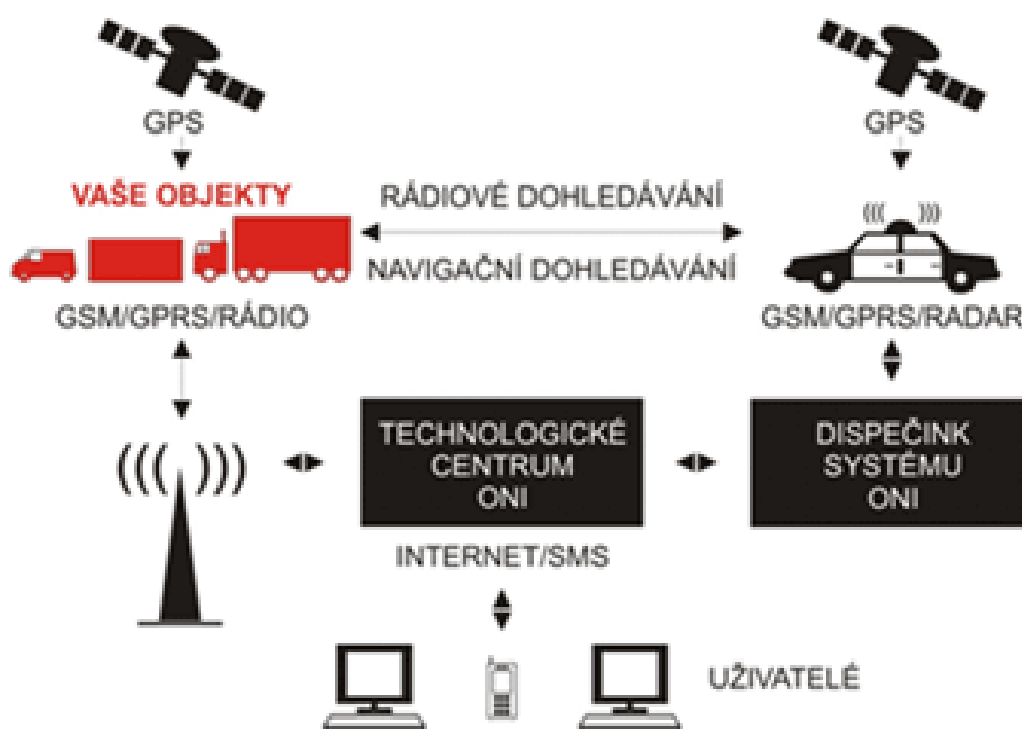 GPS
GPS
VAŠE OBJEKTY
RÁDIOVÉ DOHLEDÁVÁNÍ
NAVIGAČNÍ DOHLEDÁVÁNÍ
GSM/GPRS/RÁDIO
GSM/GPRS/RADAR
TECHNOLOGICKÉ
CENTRUM
ONI
DISPEČINK
SYSTÉMU
ONI
INTERNET/SMS
UŽIVATELÉ